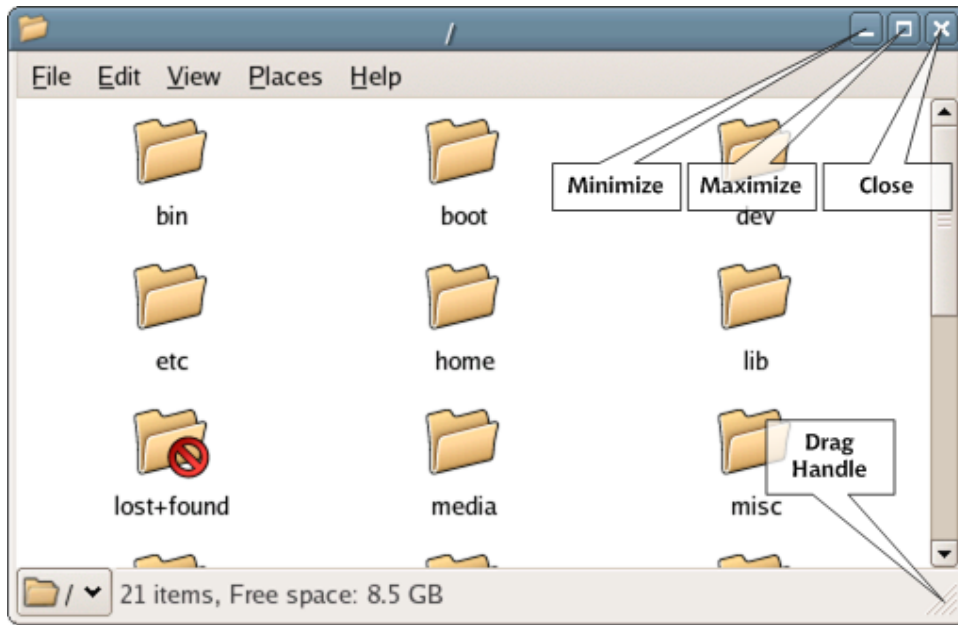 /
File Edit View Places Help
Minimize Maximize Close
bin boot dev
etc home lib
Drag
Handle
lost+found media misc
/ 21 items, Free space: 8.5 GB